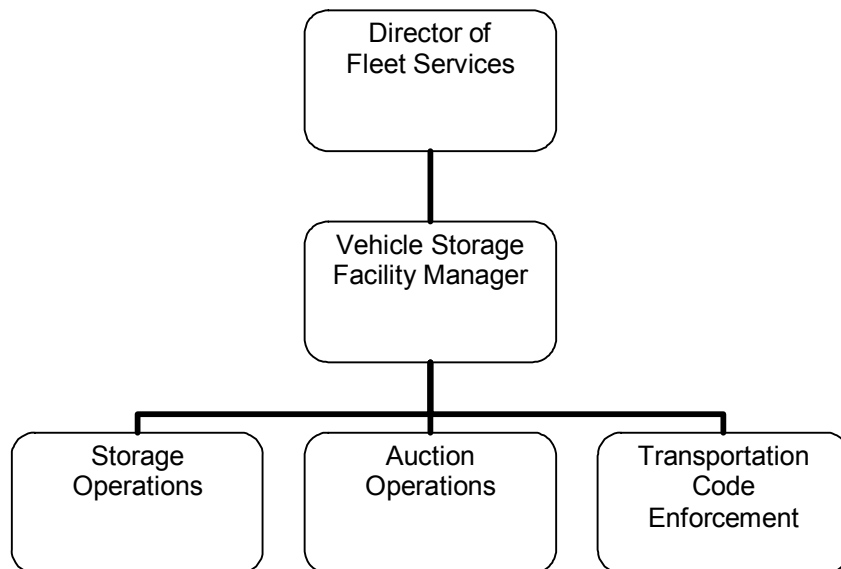 Director of
Fleet Services
Vehicle Storage
Facility Manager
Storage
Operations
Auction
Operations
Transportation
Code
Enforcement